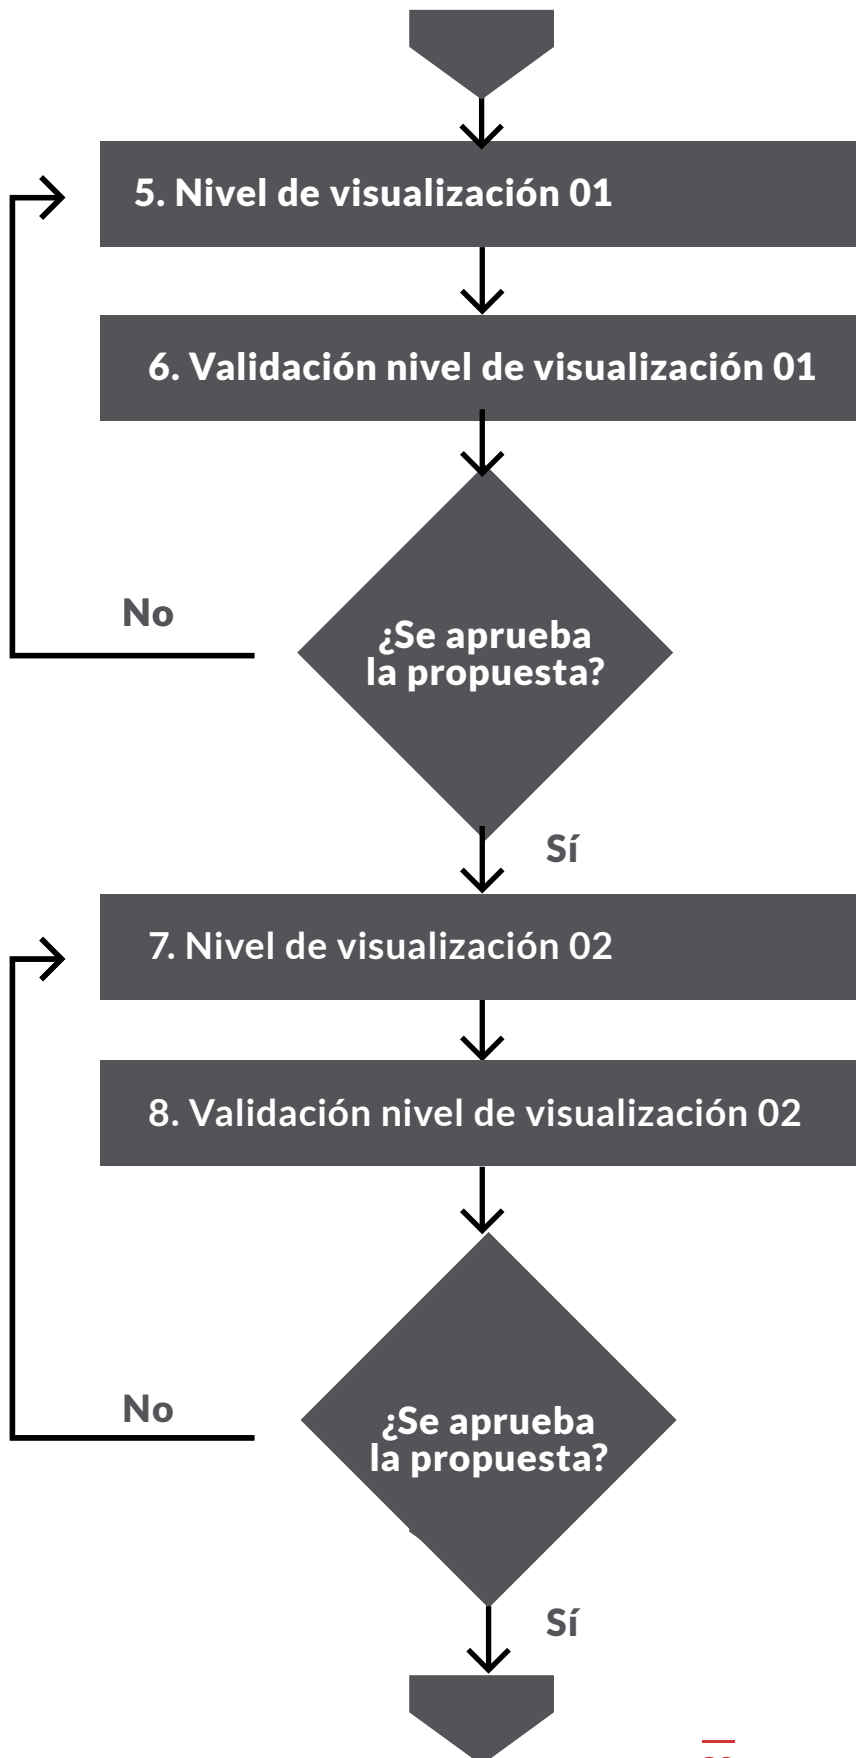 5. Nivel de visualización 01
6. Validación nivel de visualización 01
No
¿Se aprueba
la propuesta?
Sí
7. Nivel de visualización 02
8. Validación nivel de visualización 02
No
¿Se aprueba
la propuesta?
Sí